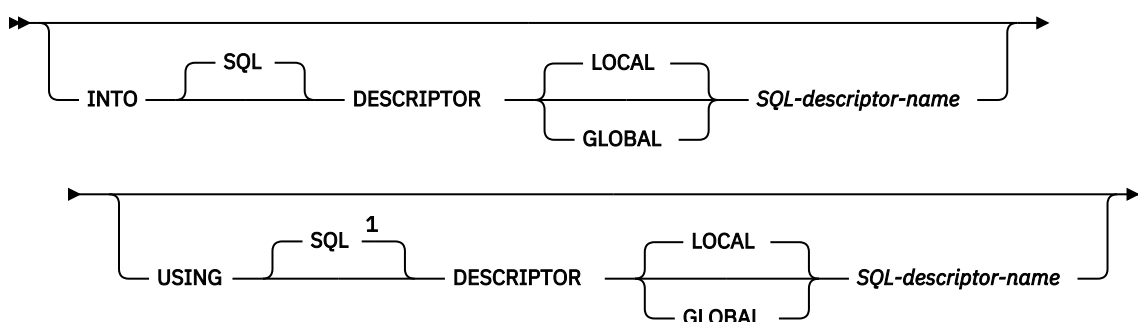 SQL LOCAL
INTO DESCRIPTOR SQL-descriptor-name
GLOBAL
SQL 1 LOCAL
USING DESCRIPTOR SQL-descriptor-name
GLOBAL